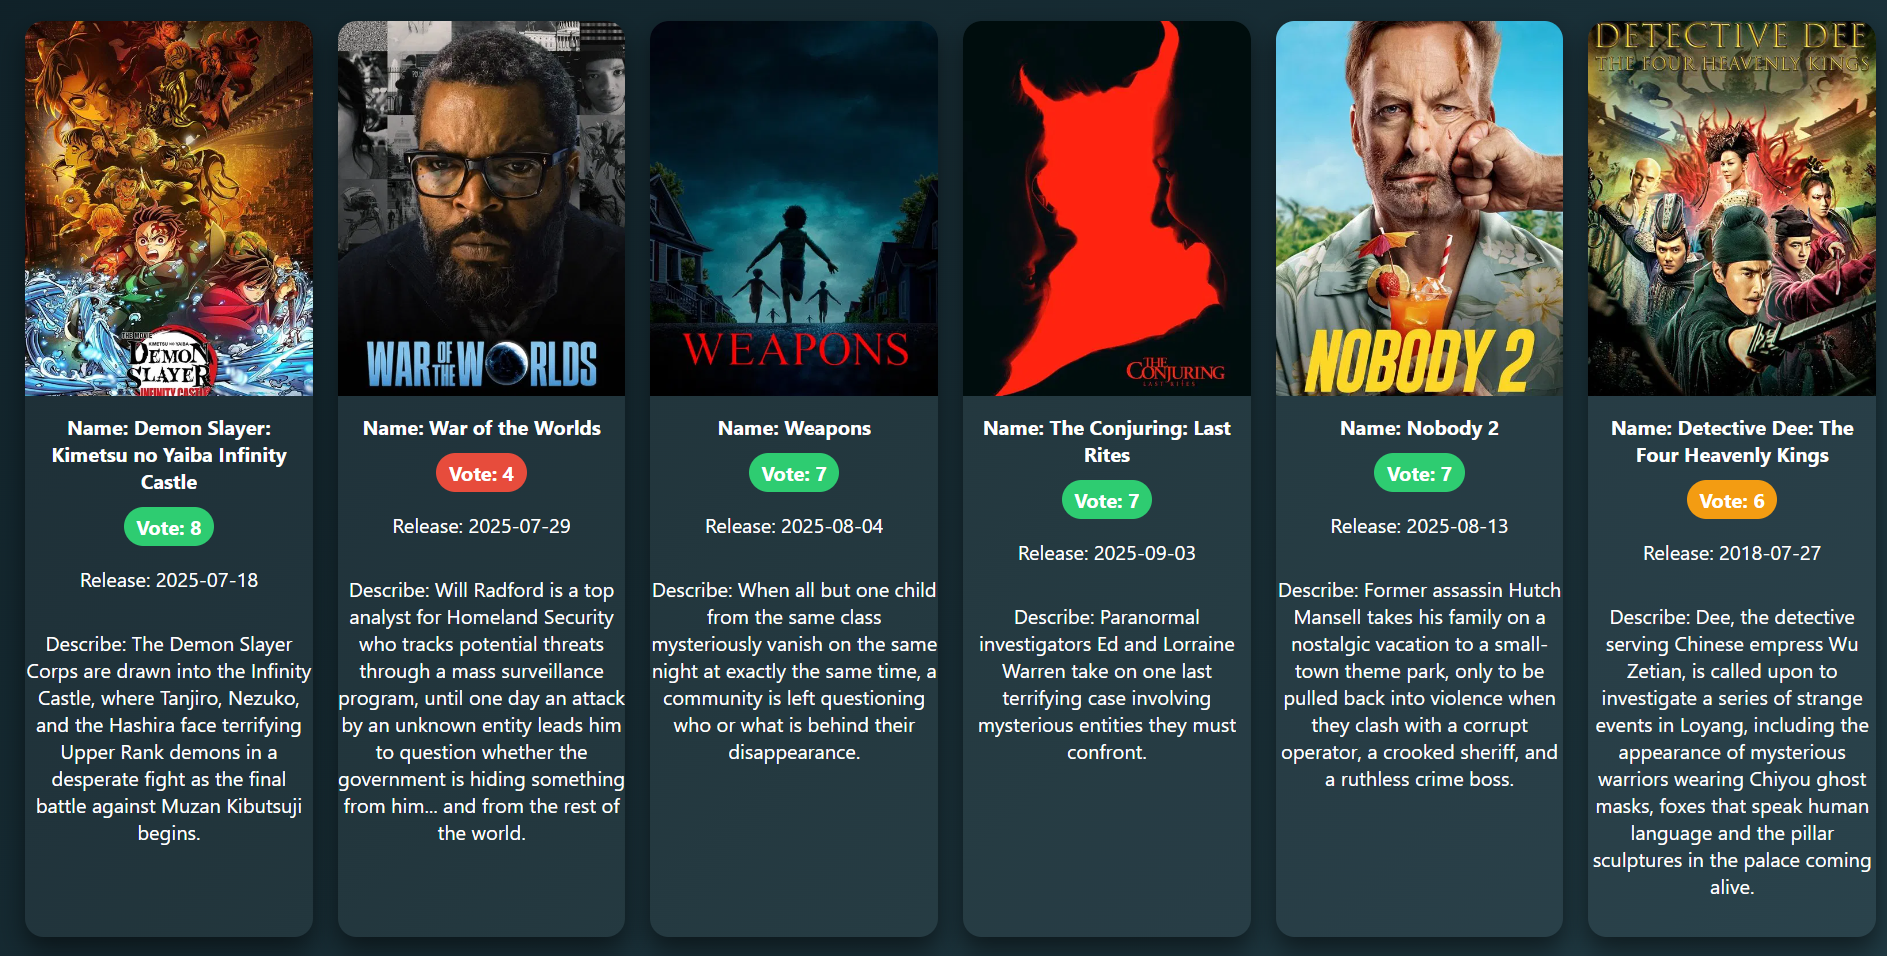 THE MOVIE
KIMETSU NO YAIBA
DEMON
SLAYER
INFINITY CASTLE
Name: Demon Slayer:
Kimetsu no Yaiba Infinity
Castle
Vote: 8
Release: 2025-07-18
Describe: The Demon Slayer
Corps are drawn into the Infinity
Castle, where Tanjiro, Nezuko,
and the Hashira face terrifying
Upper Rank demons in a
desperate fight as the final
battle against Muzan Kibutsuji
begins.
WAR OF THE WORLDS
Name: War of the Worlds
Vote: 4
Release: 2025-07-29
Describe: Will Radford is a top
analyst for Homeland Security
who tracks potential threats
through a mass surveillance
program, until one day an attack
by an unknown entity leads him
to question whether the
government is hiding something
from him... and from the rest of
the world.
WEAPONS
Name: Weapons
Vote: 7
Release: 2025-08-04
Describe: When all but one child
from the same class
mysteriously vanish on the same
night at exactly the same time, a
community is left questioning
who or what is behind their
disappearance.
THE
CONJURING
LAST RITES
Name: The Conjuring: Last
Rites
Vote: 7
Release: 2025-09-03
Describe: Paranormal
investigators Ed and Lorraine
Warren take on one last
terrifying case involving
mysterious entities they must
confront.
NOBODY 2
Name: Nobody 2
Vote: 7
Release: 2025-08-13
Describe: Former assassin Hutch
Mansell takes his family on a
nostalgic vacation to a small-
town theme park, only to be
pulled back into violence when
they clash with a corrupt
operator, a crooked sheriff, and
a ruthless crime boss.
DETECTIVE DEE
THE FOUR HEAVENLY KINGS
Name: Detective Dee: The
Four Heavenly Kings
Vote: 6
Release: 2018-07-27
Describe: Dee, the detective
serving Chinese empress Wu
Zetian, is called upon to
investigate a series of strange
events in Loyang, including the
appearance of mysterious
warriors wearing Chiyou ghost
masks, foxes that speak human
language and the pillar
sculptures in the palace coming
alive.